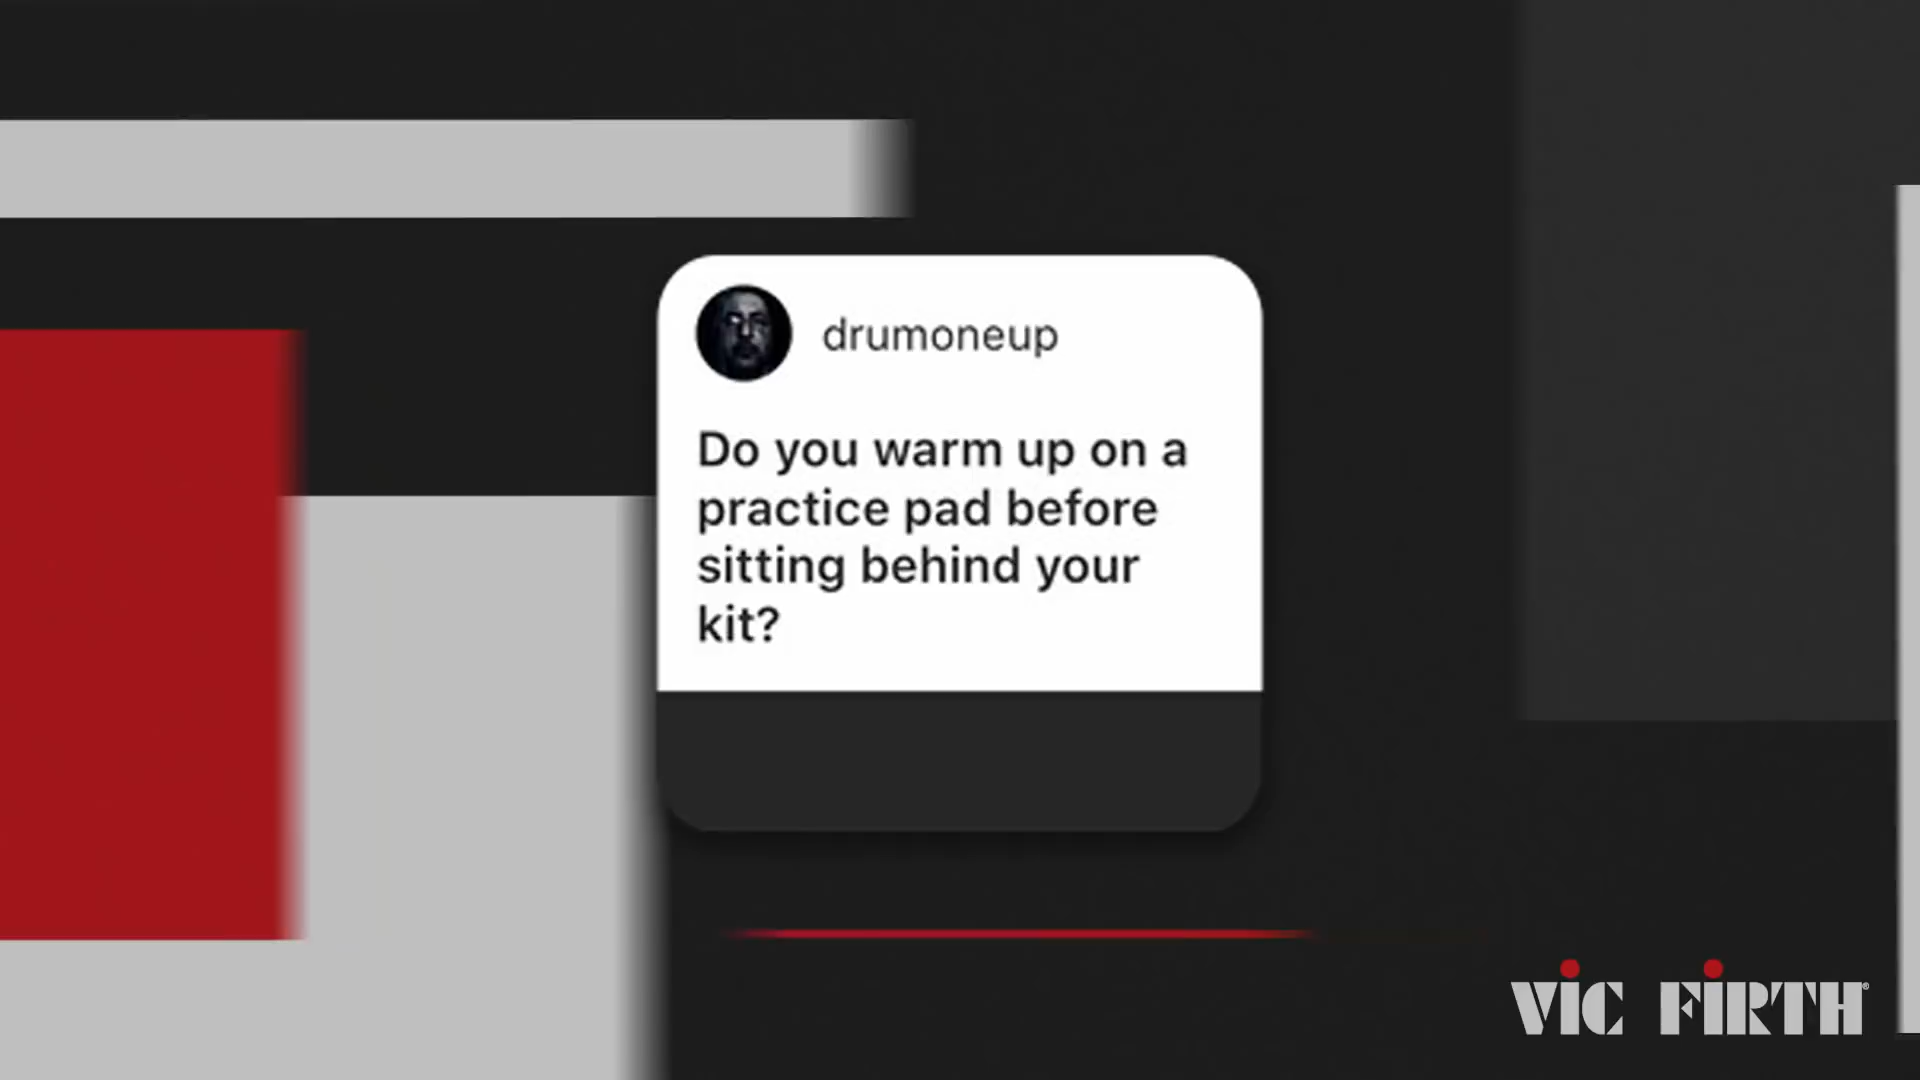 drumoneup
Do you warm up on a
practice pad before
sitting behind your
kit?
ViC FiRTH®